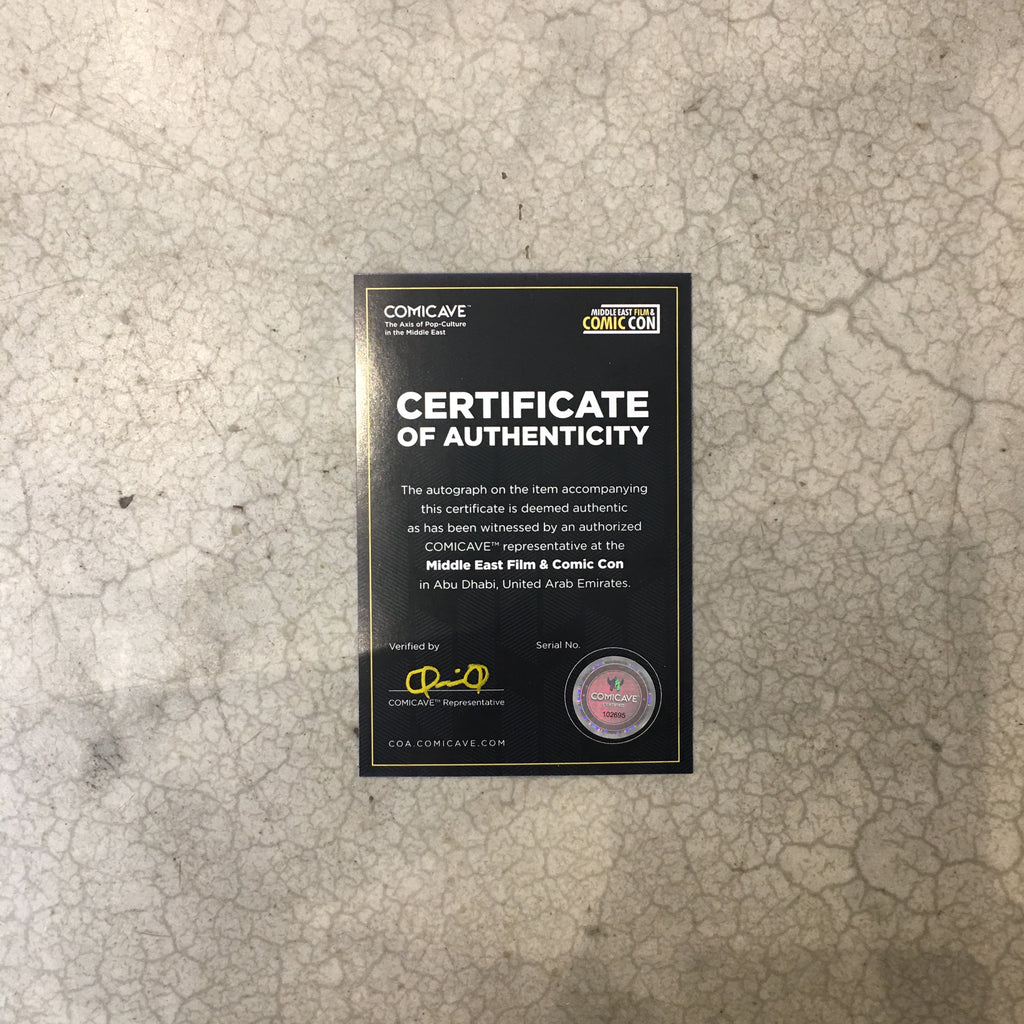 COMICAVE™
The Axis of Pop-Culture
in the Middle East
MIDDLE EAST FILM &
COMIC CON
CERTIFICATE
OF AUTHENTICITY
The autograph on the item accompanying
this certificate is deemed authentic
as has been witnessed by an authorized
COMICAVE™ representative at the
Middle East Film & Comic Con
in Abu Dhabi, United Arab Emirates.
Verified by
COMICAVE™ Representative
COA.COMICAVE.COM
Serial No.
COMICAVE
102695